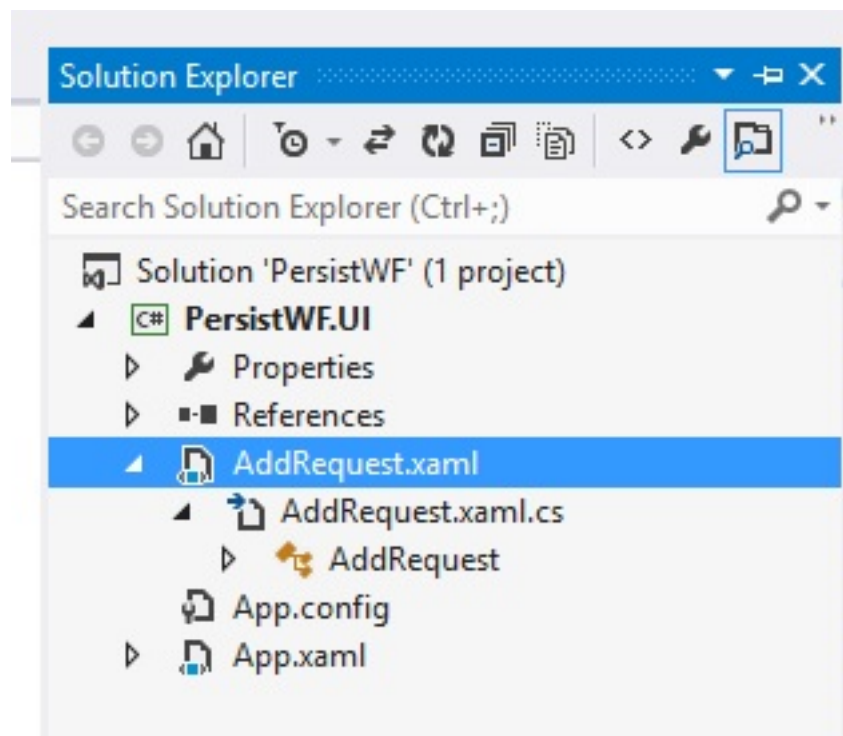 Solution Explorer
Search Solution Explorer (Ctrl+;)
Solution 'PersistWF' (1 project)
C# PersistWF.UI
Properties
References
AddRequest.xaml
AddRequest.xaml.cs
AddRequest
App.config
App.xaml